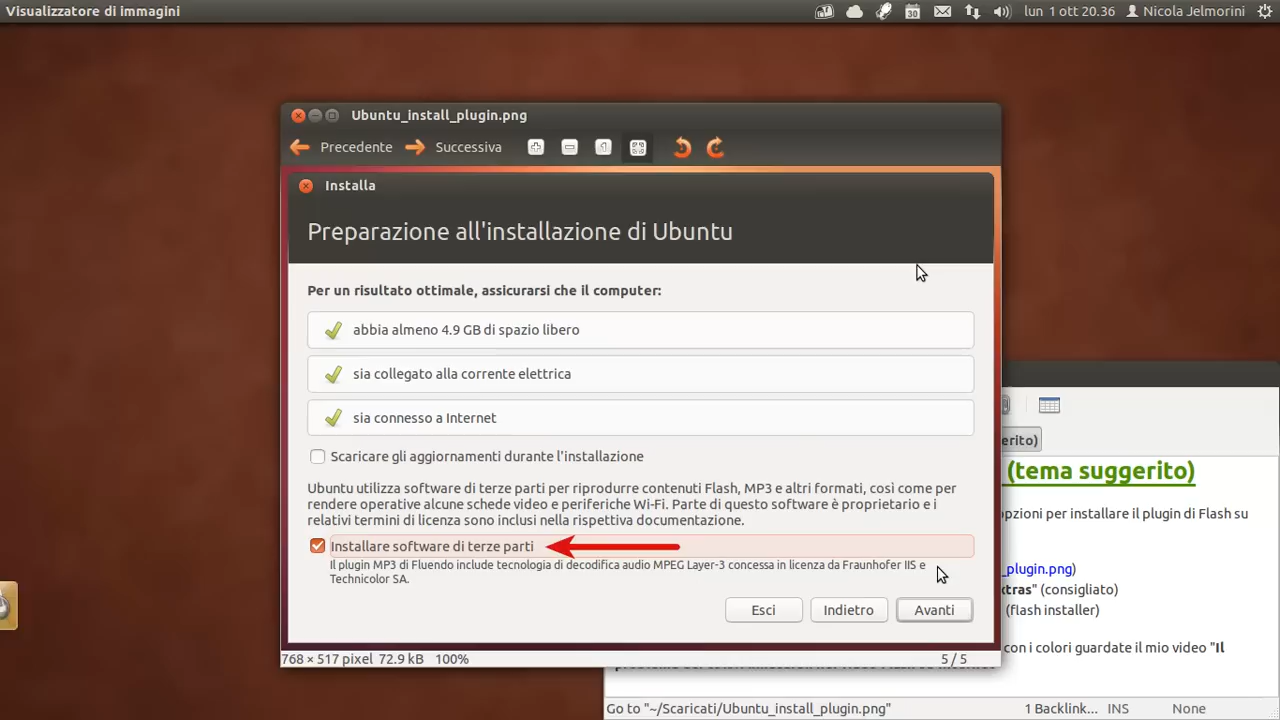 Visualizzatore di immagini
30
lun 1 ott 20.36
Nicola Jelmorini
Ubuntu_install_plugin.png
Precedente
Successiva
Installa
Preparazione all'installazione di Ubuntu
Per un risultato ottimale, assicurarsi che il computer:
abbia almeno 4.9 GB di spazio libero
sia collegato alla corrente elettrica
sia connesso a Internet
Scaricare gli aggiornamenti durante l'installazione
Ubuntu utilizza software di terze parti per riprodurre contenuti Flash, MP3 e altri formati, così come per
rendere operative alcune schede video e periferiche Wi-Fi. Parte di questo software è proprietario e i
relativi termini di licenza sono inclusi nella rispettiva documentazione.
Installare software di terze parti
Il plugin MP3 di Fluendo include tecnologia di decodifica audio MPEG Layer-3 concessa in licenza da Fraunhofer IIS e
Technicolor SA.
Esci
Indietro
Avanti
768 × 517 pixel 72.9 kB 100%
5 / 5
erito)
(tema suggerito)
opzioni per installare il plugin di Flash su
_plugin.png)
xtras" (consigliato)
(flash installer)
con i colori guardate il mio video "Il
Go to "~/Scaricati/Ubuntu_install_plugin.png"
1 Backlink...
INS
None